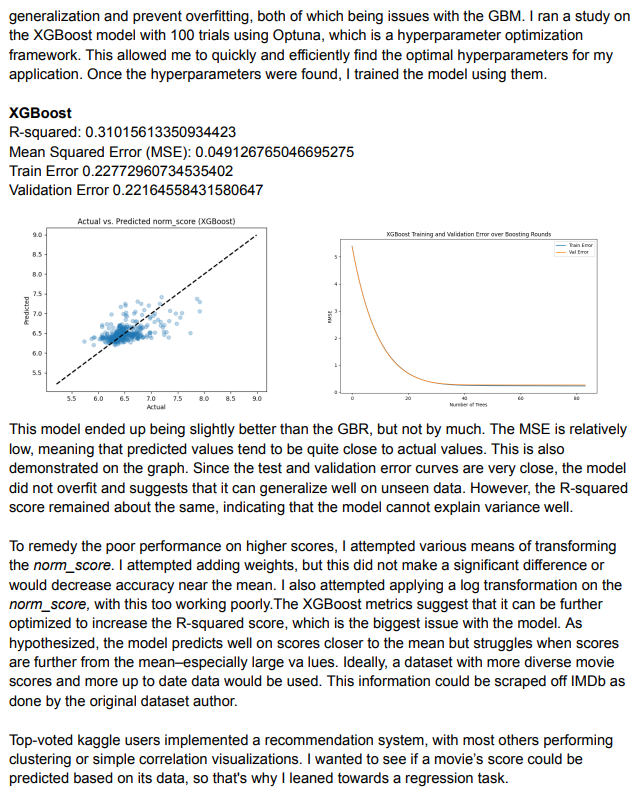 generalization and prevent overfitting, both of which being issues with the GBM. I ran a study on
the XGBoost model with 100 trials using Optuna, which is a hyperparameter optimization
framework. This allowed me to quickly and efficiently find the optimal hyperparameters for my
application. Once the hyperparameters were found, I trained the model using them.
XGBoost
R-squared: 0.31015613350934423
Mean Squared Error (MSE): 0.049126765046695275
Train Error 0.22772960734535402
Validation Error 0.22164558431580647
Actual vs. Predicted norm_score (XGBoost)
9.0
8.5
8.0
7.5
7.0
6.5
6.0
5.5
Predicted
5.5 6.0 6.5 7.0 7.5 8.0 8.5 9.0
Actual
XGBoost Training and Validation Error over Boosting Rounds
Train Error
Val Error
5
4
3
2
1
0
RMSE
0 20 40 60 80
Number of Trees
This model ended up being slightly better than the GBR, but not by much. The MSE is relatively
low, meaning that predicted values tend to be quite close to actual values. This is also
demonstrated on the graph. Since the test and validation error curves are very close, the model
did not overfit and suggests that it can generalize well on unseen data. However, the R-squared
score remained about the same, indicating that the model cannot explain variance well.
To remedy the poor performance on higher scores, I attempted various means of transforming
the norm_score. I attempted adding weights, but this did not make a significant difference or
would decrease accuracy near the mean. I also attempted applying a log transformation on the
norm_score, with this too working poorly.The XGBoost metrics suggest that it can be further
optimized to increase the R-squared score, which is the biggest issue with the model. As
hypothesized, the model predicts well on scores closer to the mean but struggles when scores
are further from the mean–especially large va lues. Ideally, a dataset with more diverse movie
scores and more up to date data would be used. This information could be scraped off IMDb as
done by the original dataset author.
Top-voted kaggle users implemented a recommendation system, with most others performing
clustering or simple correlation visualizations. I wanted to see if a movie's score could be
predicted based on its data, so that's why I leaned towards a regression task.